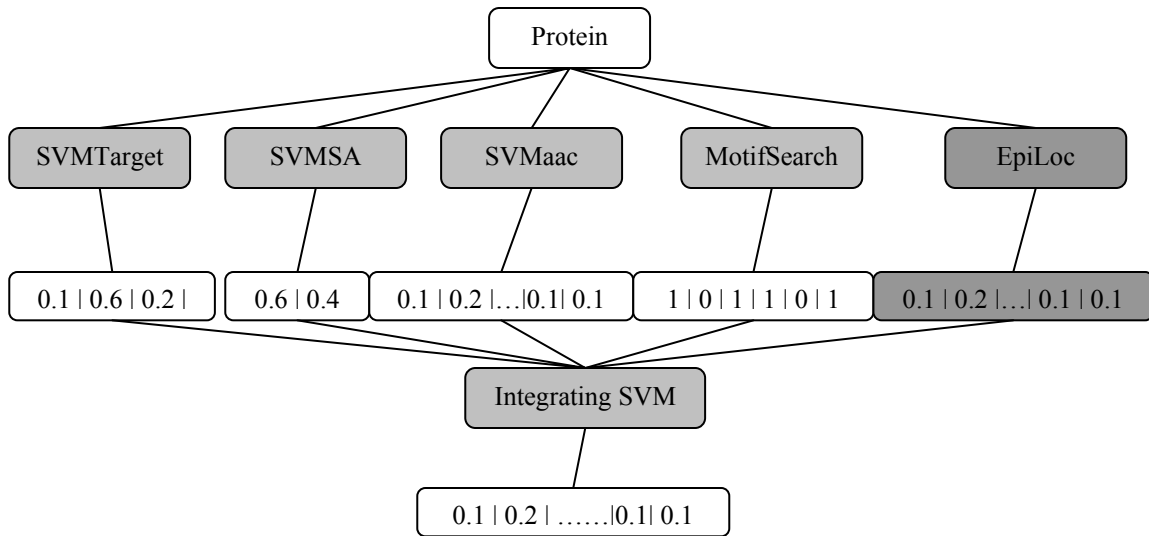 Protein
SVMTarget
SVMSA
SVMaac
MotifSearch
EpiLoc
0.1 | 0.6 | 0.2 |
0.6 | 0.4
0.1 | 0.2 |…|0.1| 0.1
1 | 0 | 1 | 1 | 0 | 1
0.1 | 0.2 |…| 0.1 | 0.1
Integrating SVM
0.1 | 0.2 | ……|0.1| 0.1